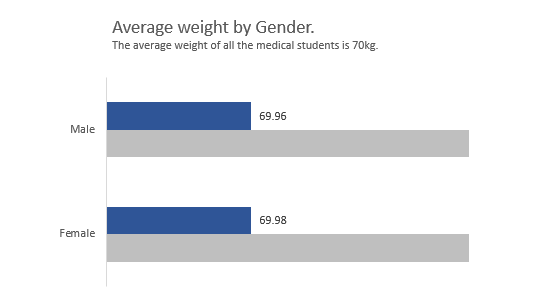 Average weight by Gender.
The average weight of all the medical students is 70kg.
Male
69.96
Female
69.98